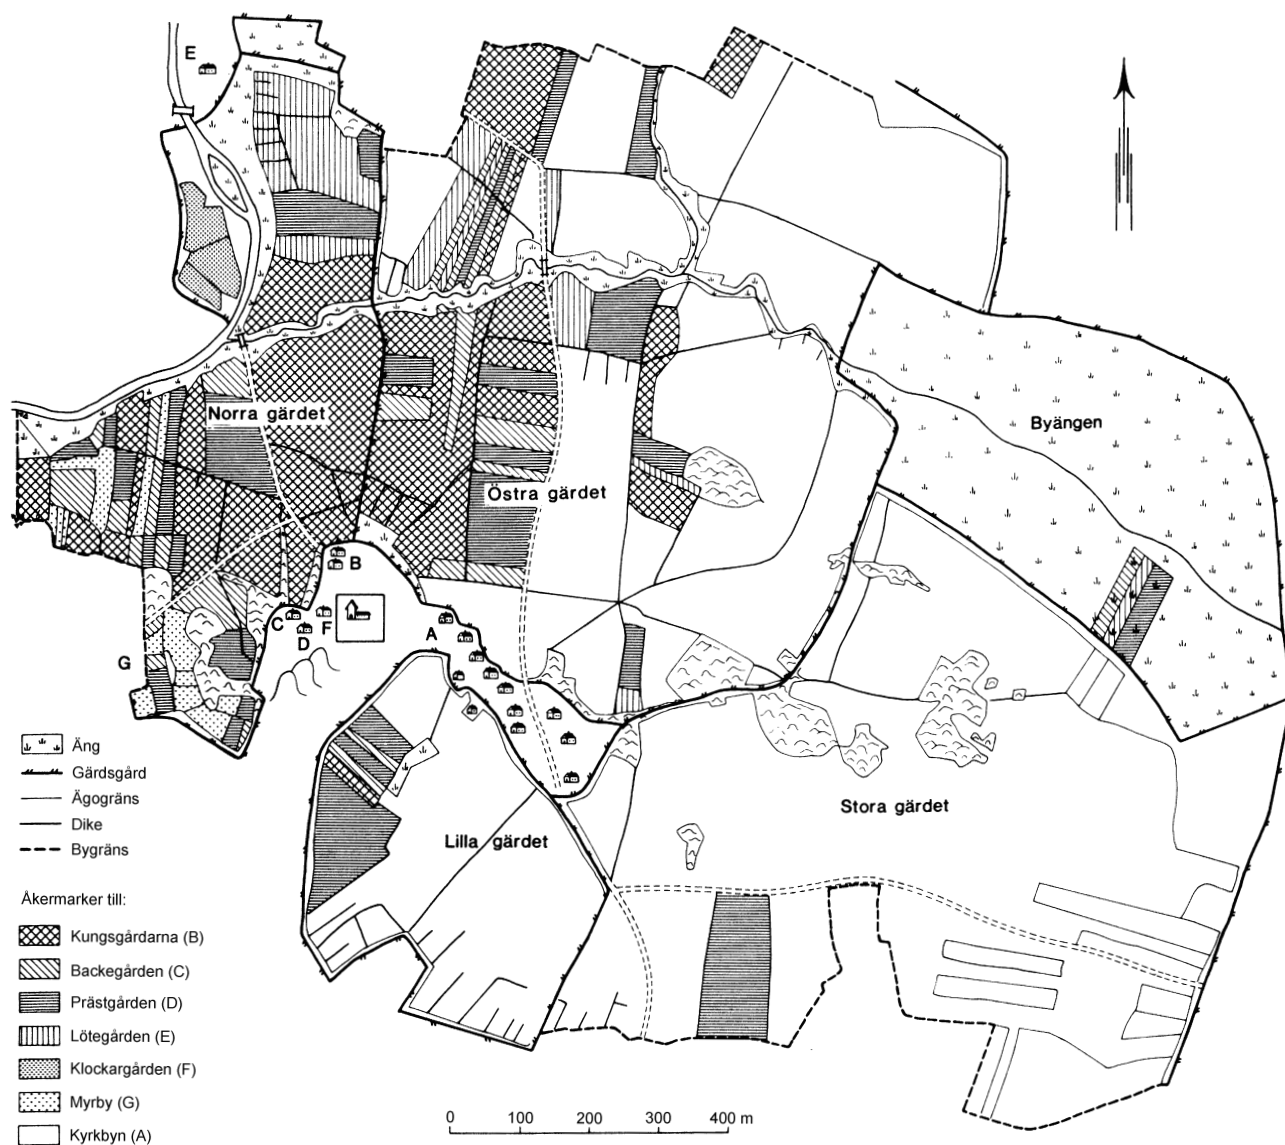 E
Norra gärdet
Byängen
Östra gärdet
B
C
F
D
A
G
Stora gärdet
Lilla gärdet
Äng
Gärdsgård
Ägogräns
Dike
Bygräns
Åkermarker till:
Kungsgårdarna (B)
Backegården (C)
Prästgården (D)
Lötegården (E)
Klockargården (F)
Myrby (G)
Kyrkbyn (A)
0 100 200 300 400 m